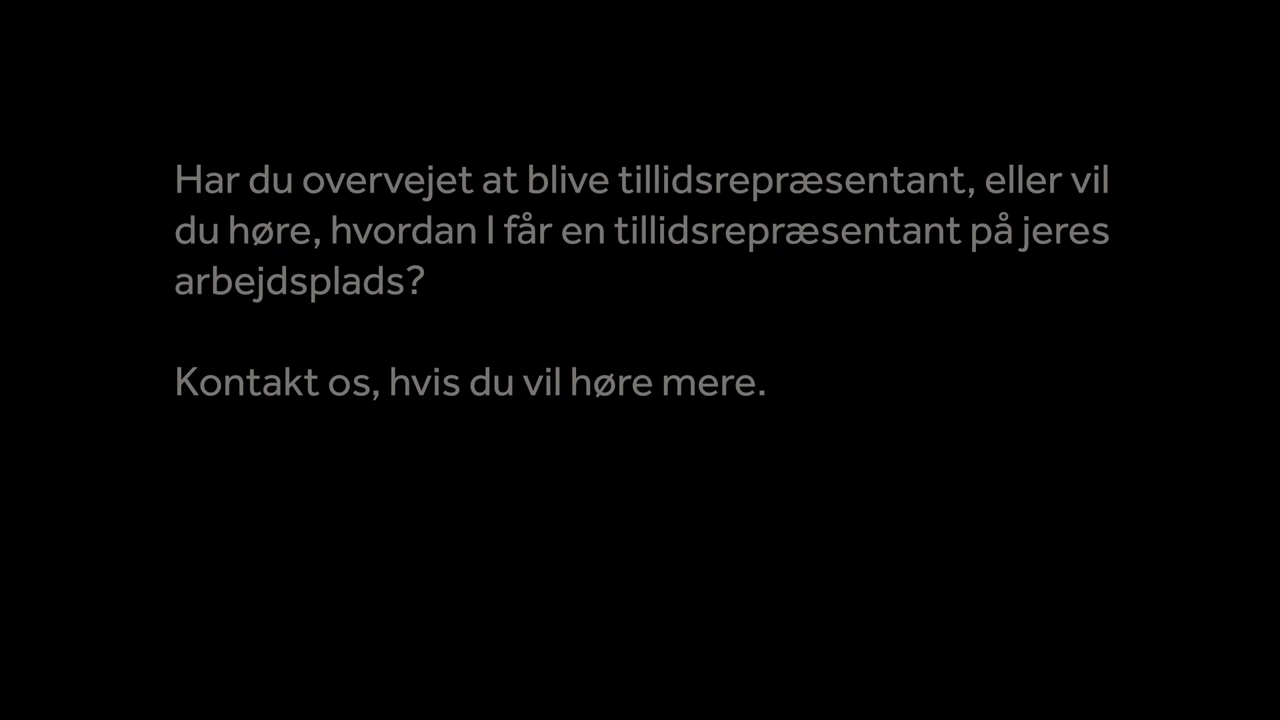 Har du overvejet at blive tillidsrepræsentant, eller vil
du høre, hvordan I får en tillidsrepræsentant på jeres
arbejdsplads?
Kontakt os, hvis du vil høre mere.